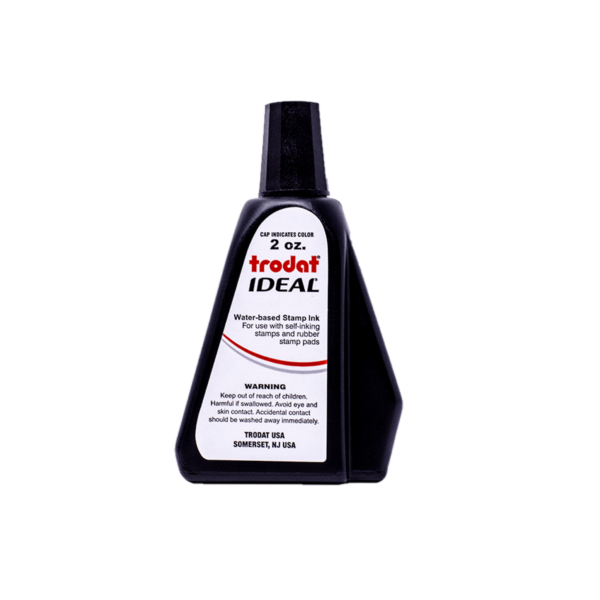 CAP INDICATES COLOR
2 oz.
trodat®
IDEAL®
Water-based Stamp Ink
For use with self-inking
stamps and rubber
stamp pads
WARNING
Keep out of reach of children.
Harmful if swallowed. Avoid eye and
skin contact. Accidental contact
should be washed away immediately.
TRODAT USA
SOMERSET, NJ USA